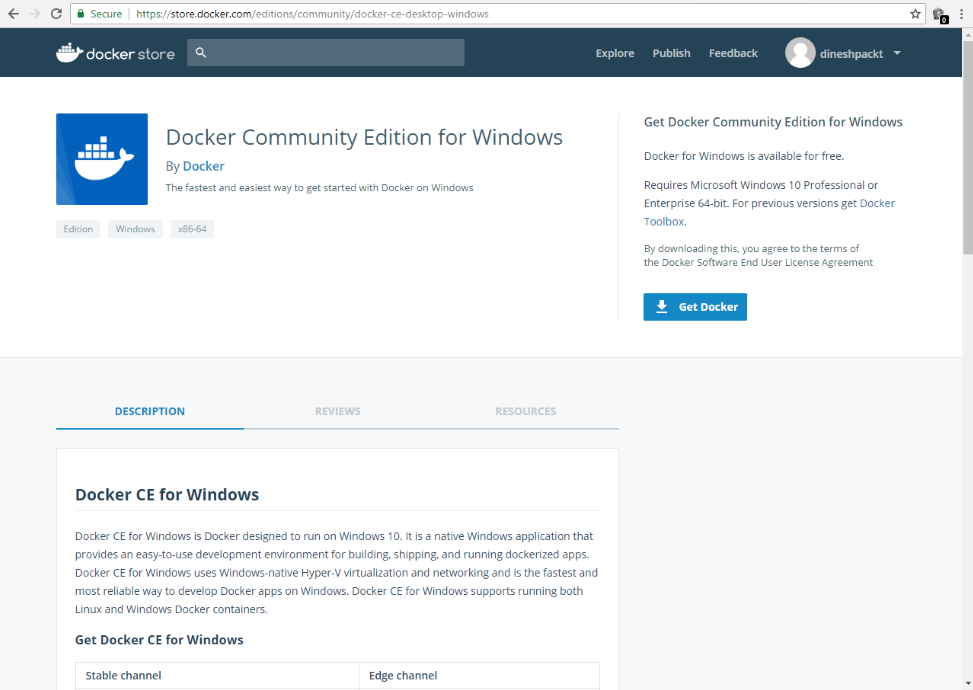 Secure https://store.docker.com/editions/community/docker-ce-desktop-windows
0
docker store
Explore Publish Feedback dineshpackt
Docker Community Edition for Windows
By Docker
The fastest and easiest way to get started with Docker on Windows
Edition Windows x86-64
Get Docker Community Edition for Windows
Docker for Windows is available for free.
Requires Microsoft Windows 10 Professional or
Enterprise 64-bit. For previous versions get Docker
Toolbox.
By downloading this, you agree to the terms of
the Docker Software End User License Agreement
Get Docker
DESCRIPTION REVIEWS RESOURCES
Docker CE for Windows
Docker CE for Windows is Docker designed to run on Windows 10. It is a native Windows application that
provides an easy-to-use development environment for building, shipping, and running dockerized apps.
Docker CE for Windows uses Windows-native Hyper-V virtualization and networking and is the fastest and
most reliable way to develop Docker apps on Windows. Docker CE for Windows supports running both
Linux and Windows Docker containers.
Get Docker CE for Windows
Stable channel Edge channel